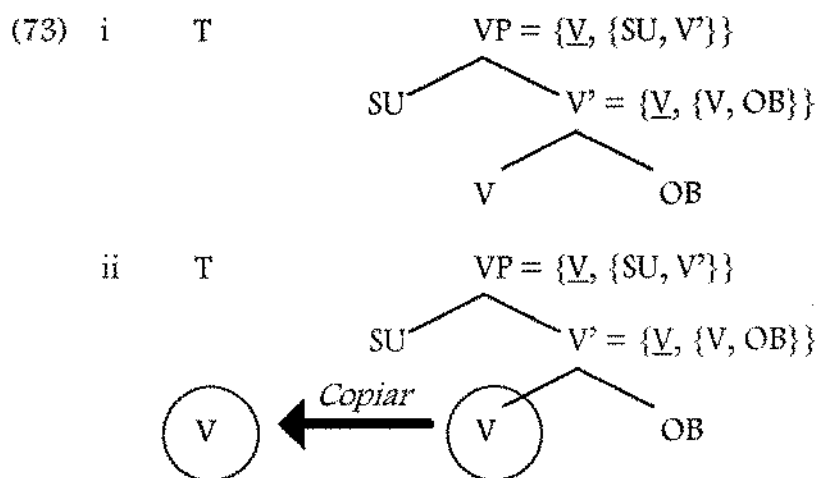 (73) i T VP = {V, {SU, V’}}
SU V’ = {V, {V, OB}}
V OB
ii T VP = {V, {SU, V’}}
SU V’ = {V, {V, OB}}
Copiar
V V OB